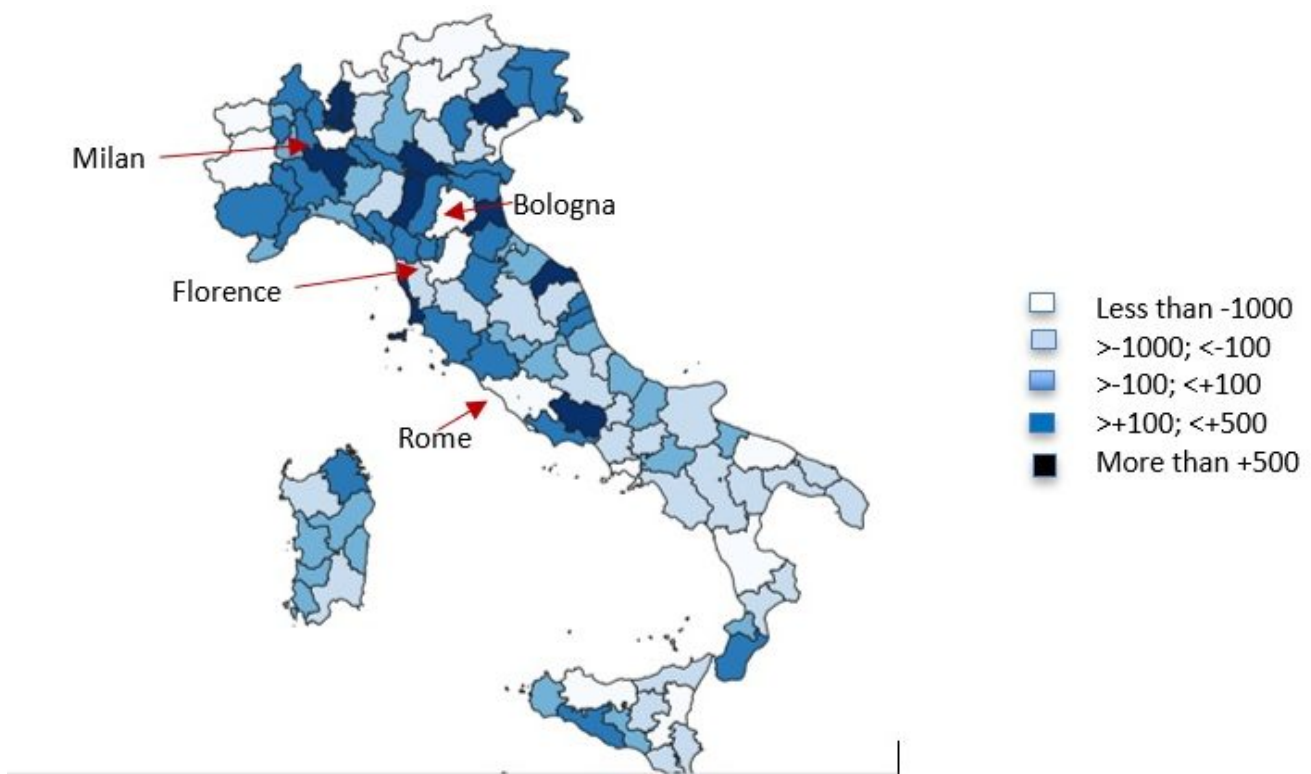 Milan
Bologna
Florence
Rome
Less than -1000
>-1000; <-100
>-100; <+100
>+100; <+500
More than +500